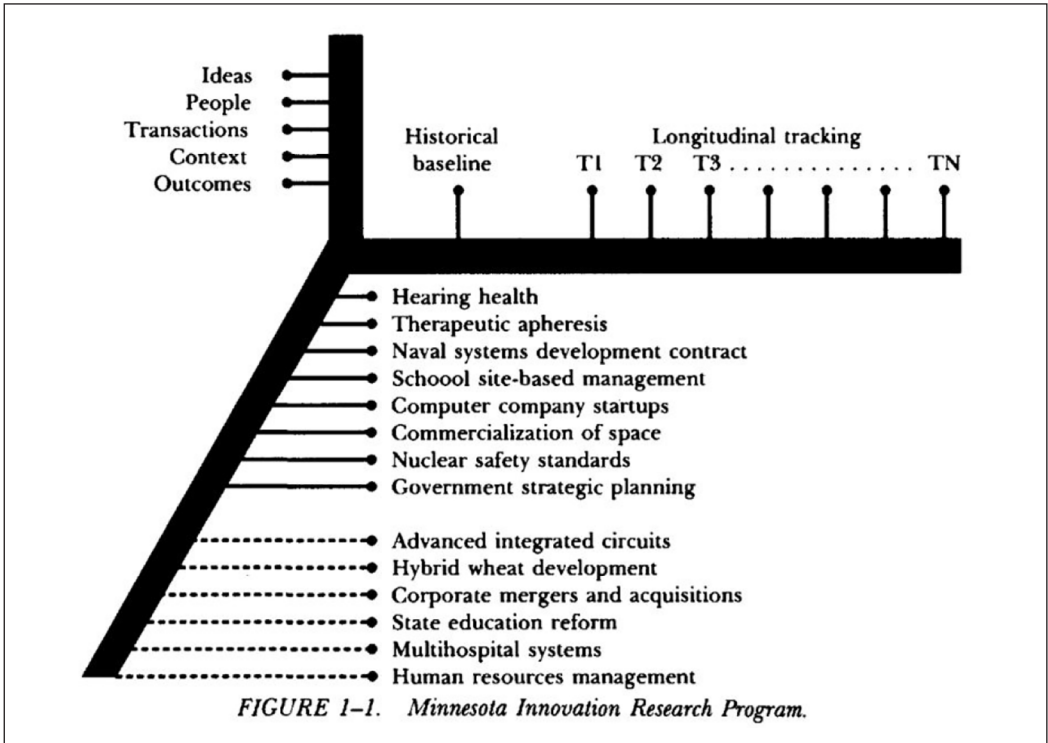 Ideas
People
Transactions
Context
Outcomes
Historical
baseline
Longitudinal tracking
T1 T2 T3 . . . . . . . . . . . . . TN
Hearing health
Therapeutic apheresis
Naval systems development contract
Schoool site-based management
Computer company startups
Commercialization of space
Nuclear safety standards
Government strategic planning
Advanced integrated circuits
Hybrid wheat development
Corporate mergers and acquisitions
State education reform
Multihospital systems
Human resources management
FIGURE 1–1. Minnesota Innovation Research Program.